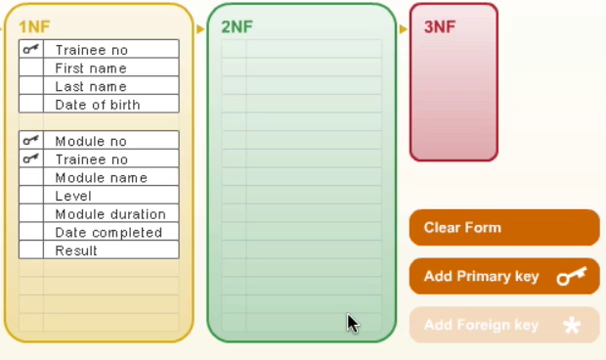 1NF
Trainee no
First name
Last name
Date of birth
Module no
Trainee no
Module name
Level
Module duration
Date completed
Result
2NF
3NF
Clear Form
Add Primary key
Add Foreign key